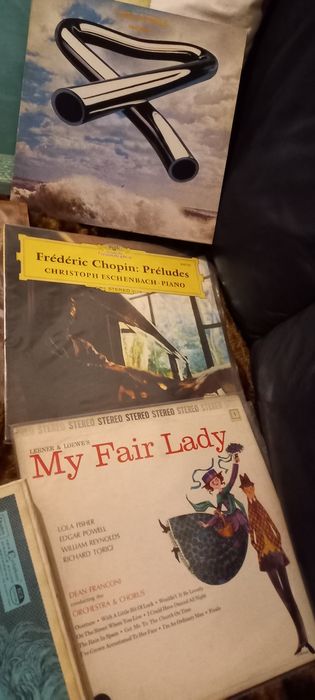 Frédéric Chopin: Préludes
CHRISTOPH ESCHENBACH · PIANO
STEREO
STEREO STEREO STEREO STEREO STEREO STEREO
LERNER & LOEWE'S
My Fair Lady
LOLA FISHER
EDGAR POWELL
WILLIAM REYNOLDS
RICHARD TORIGI
DEAN FRANCONI
conducting the
ORCHESTRA & CHORUS
Overture • With A Little Bit Of Luck • Wouldn't It Be Loverly
On The Street Where You Live • I Could Have Danced All Night
The Rain In Spain • Get Me To The Church On Time
I've Grown Accustomed To Her Face • I'm An Ordinary Man • Finale